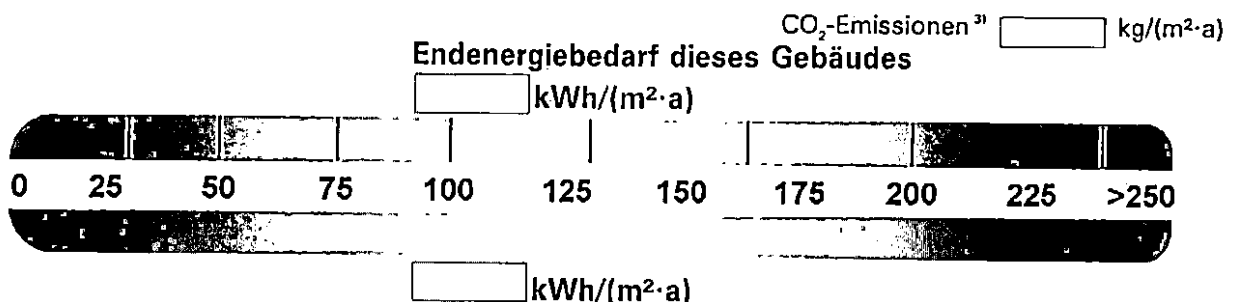 CO₂-Emissionen ³⁾ kg/(m²·a)
Endenergiebedarf dieses Gebäudes
kWh/(m²·a)
0 25 50 75 100 125 150 175 200 225 >250
kWh/(m²·a)